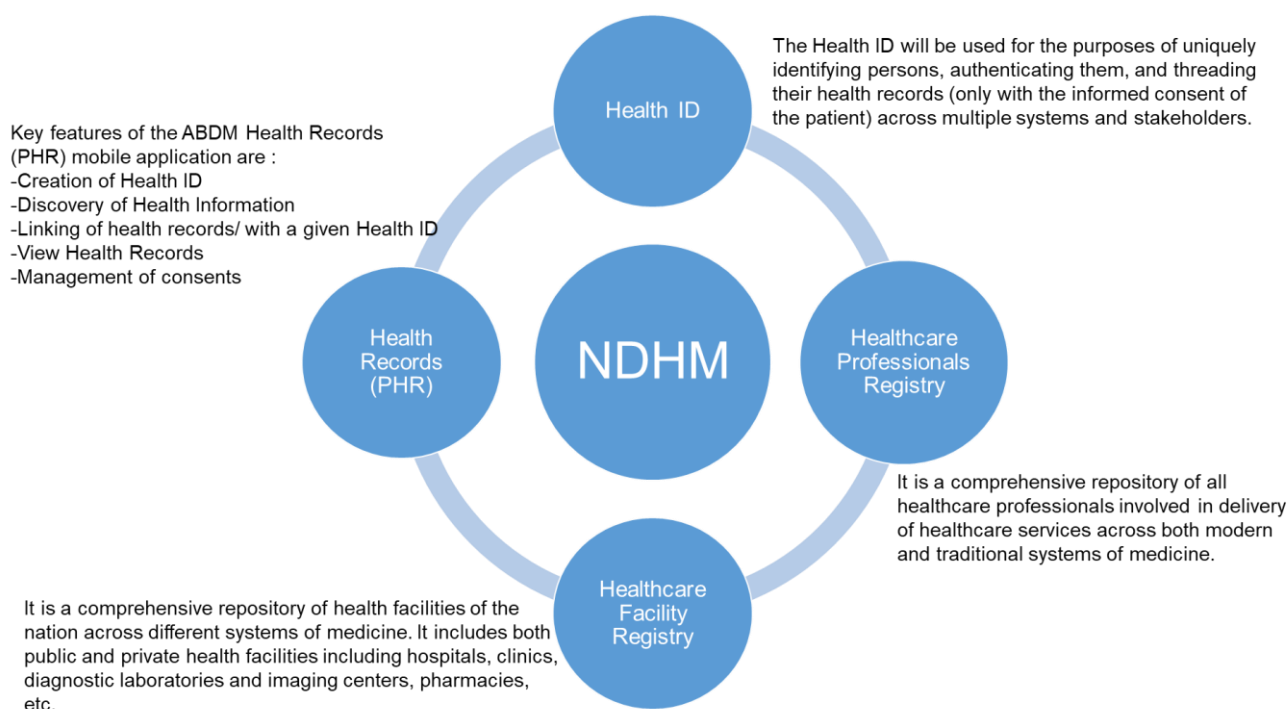 The Health ID will be used for the purposes of uniquely
identifying persons, authenticating them, and threading
their health records (only with the informed consent of
the patient) across multiple systems and stakeholders.
Health ID
Key features of the ABDM Health Records
(PHR) mobile application are :
-Creation of Health ID
-Discovery of Health Information
-Linking of health records/ with a given Health ID
-View Health Records
-Management of consents
Health
Records
(PHR)
NDHM
Healthcare
Professionals
Registry
It is a comprehensive repository of all
healthcare professionals involved in delivery
of healthcare services across both modern
and traditional systems of medicine.
Healthcare
Facility
Registry
It is a comprehensive repository of health facilities of the
nation across different systems of medicine. It includes both
public and private health facilities including hospitals, clinics,
diagnostic laboratories and imaging centers, pharmacies,
etc.